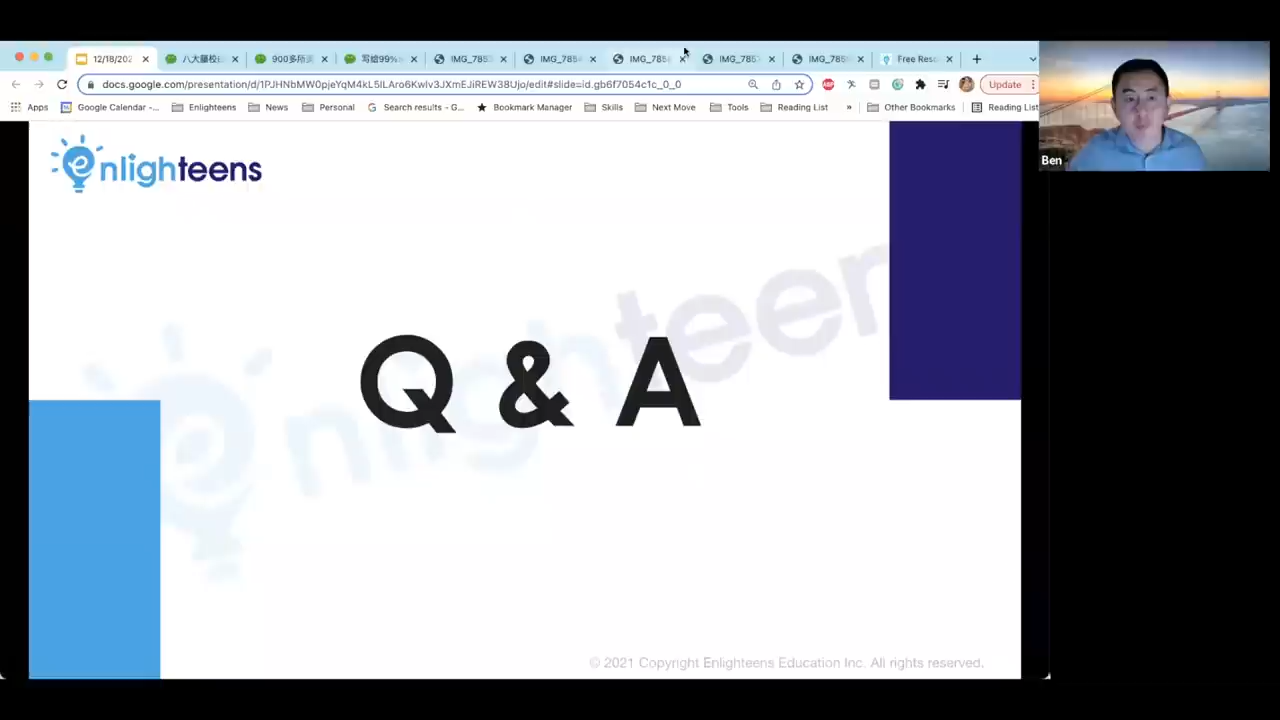 12/18/202
八大藤校
900多所
写给99%
IMG_785
IMG_785
IMG_785
IMG_785
IMG_785
Free Res
docs.google.com/presentation/d/1PJHNbMW0pjeYqM4kL5ILAro6Kwlv3JXmEJiREW38Ujo/edit#slide=id.gb6f7054c1c_0_0
Update
Apps
Google Calendar -...
Enlighteens
News
Personal
Search results - G...
Bookmark Manager
Skills
Next Move
Tools
Reading List
»
Other Bookmarks
Reading List
Ben
enlighteens
enlighteen
Q & A
© 2021 Copyright Enlighteens Education Inc. All rights reserved.